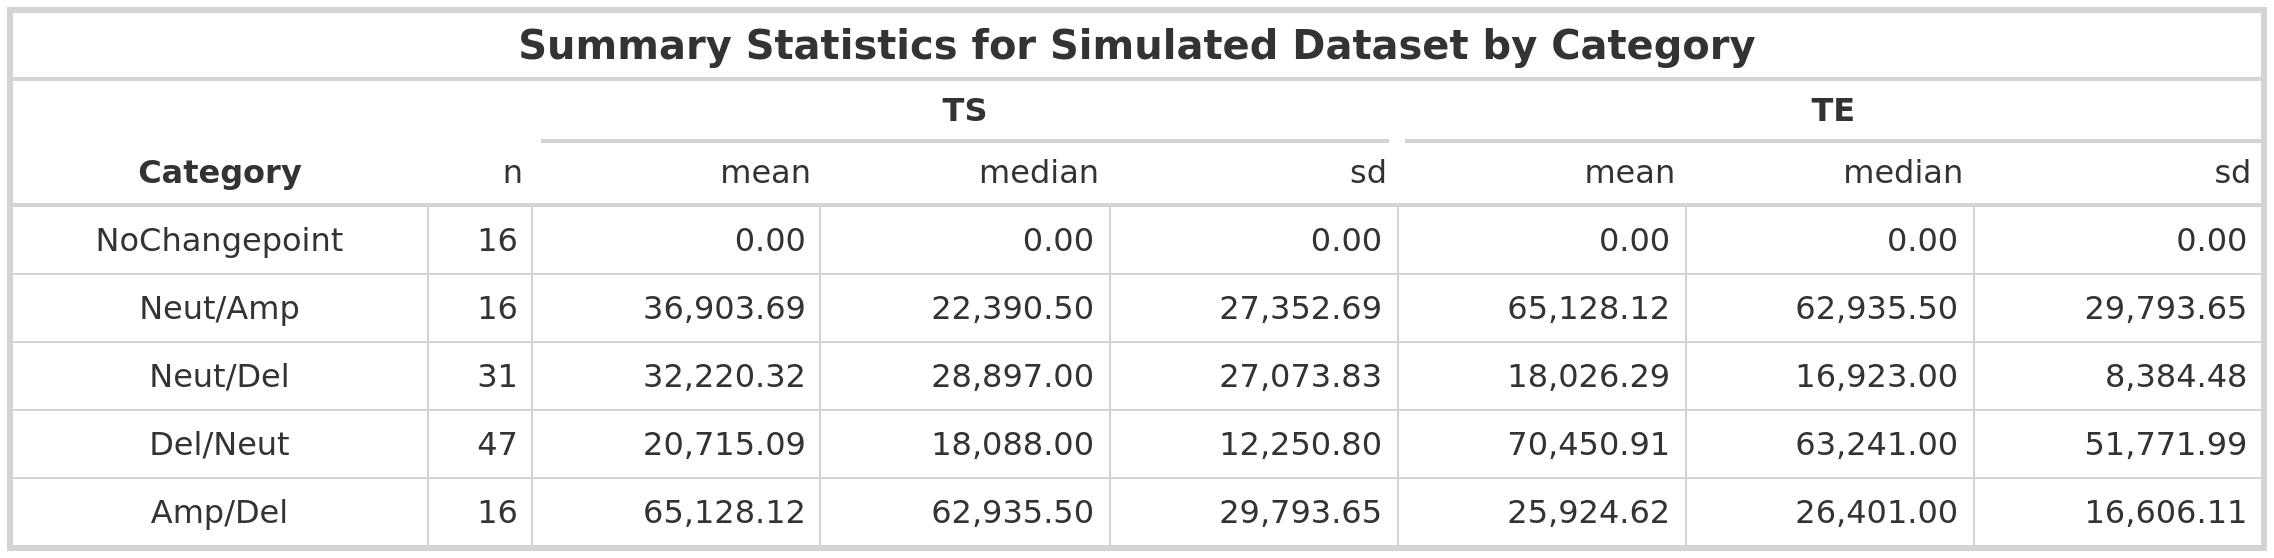 Summary Statistics for Simulated Dataset by Category
TS TE
Category n mean median sd mean median sd
NoChangepoint 16 0.00 0.00 0.00 0.00 0.00 0.00
Neut/Amp 16 36,903.69 22,390.50 27,352.69 65,128.12 62,935.50 29,793.65
Neut/Del 31 32,220.32 28,897.00 27,073.83 18,026.29 16,923.00 8,384.48
Del/Neut 47 20,715.09 18,088.00 12,250.80 70,450.91 63,241.00 51,771.99
Amp/Del 16 65,128.12 62,935.50 29,793.65 25,924.62 26,401.00 16,606.11